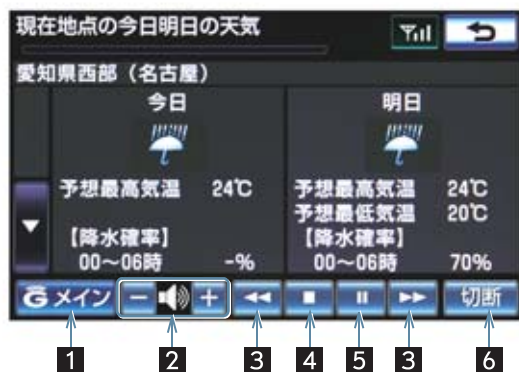 現在地点の今日明日の天気
愛知県西部（名古屋）
今日 明日
予想最高気温 24℃ 予想最高気温 24℃
予想最低気温 20℃
【降水確率】 【降水確率】
00～06時 -% 00～06時 70%
G メイン － ＋ 切断
1 2 3 4 5 3 6